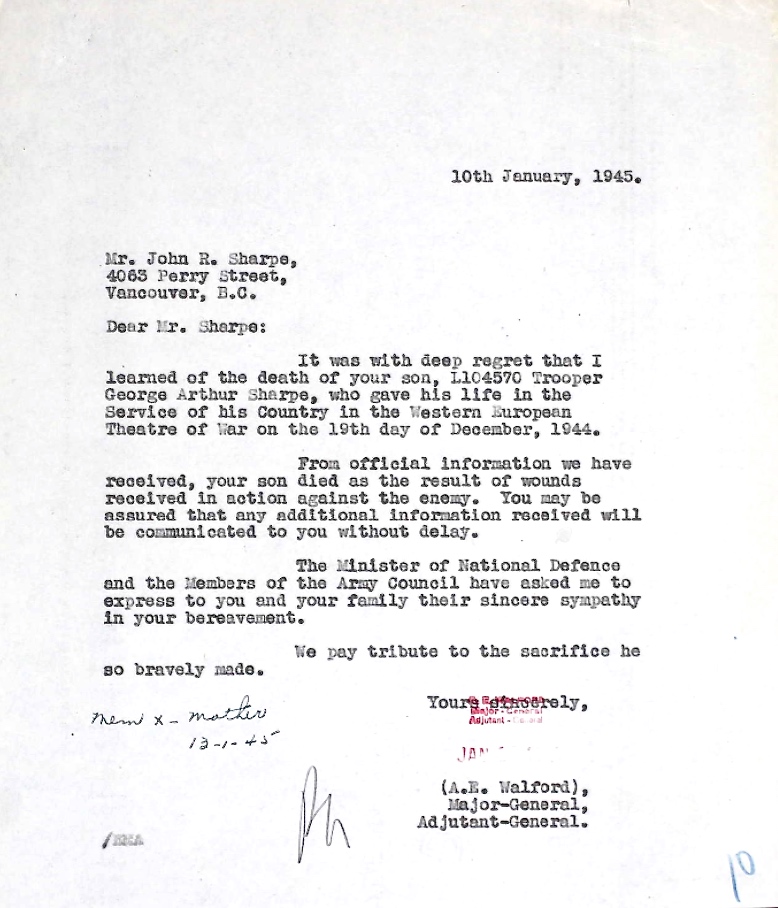 10th January, 1945.
Mr. John R. Sharpe,
4063 Perry Street,
Vancouver, B.C.
Dear Mr. Sharpe:
It was with deep regret that I
learned of the death of your son, L104570 Trooper
George Arthur Sharpe, who gave his life in the
Service of his Country in the Western European
Theatre of War on the 19th day of December, 1944.
From official information we have
received, your son died as the result of wounds
received in action against the enemy. You may be
assured that any additional information received will
be communicated to you without delay.
The Minister of National Defence
and the Members of the Army Council have asked me to
express to you and your family their sincere sympathy
in your bereavement.
We pay tribute to the sacrifice he
so bravely made.
Yours sincerely,
Major-General
Adjutant-General
Mem X - Mother
13-1-45
JAN
(A.E. Walford),
Major-General,
Adjutant-General.
10